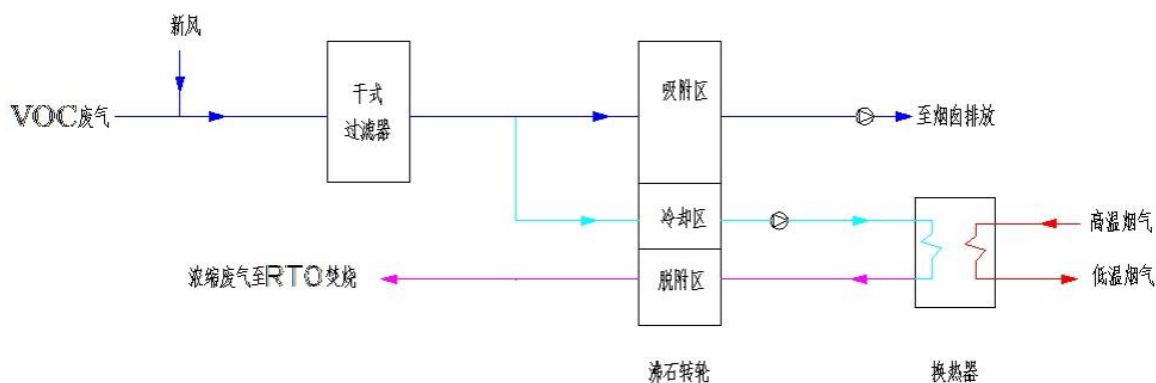 新风
VOC废气
干式
过滤器
吸附区
至烟囱排放
冷却区
高温烟气
浓缩废气至RTO焚烧
脱附区
低温烟气
沸石转轮
换热器